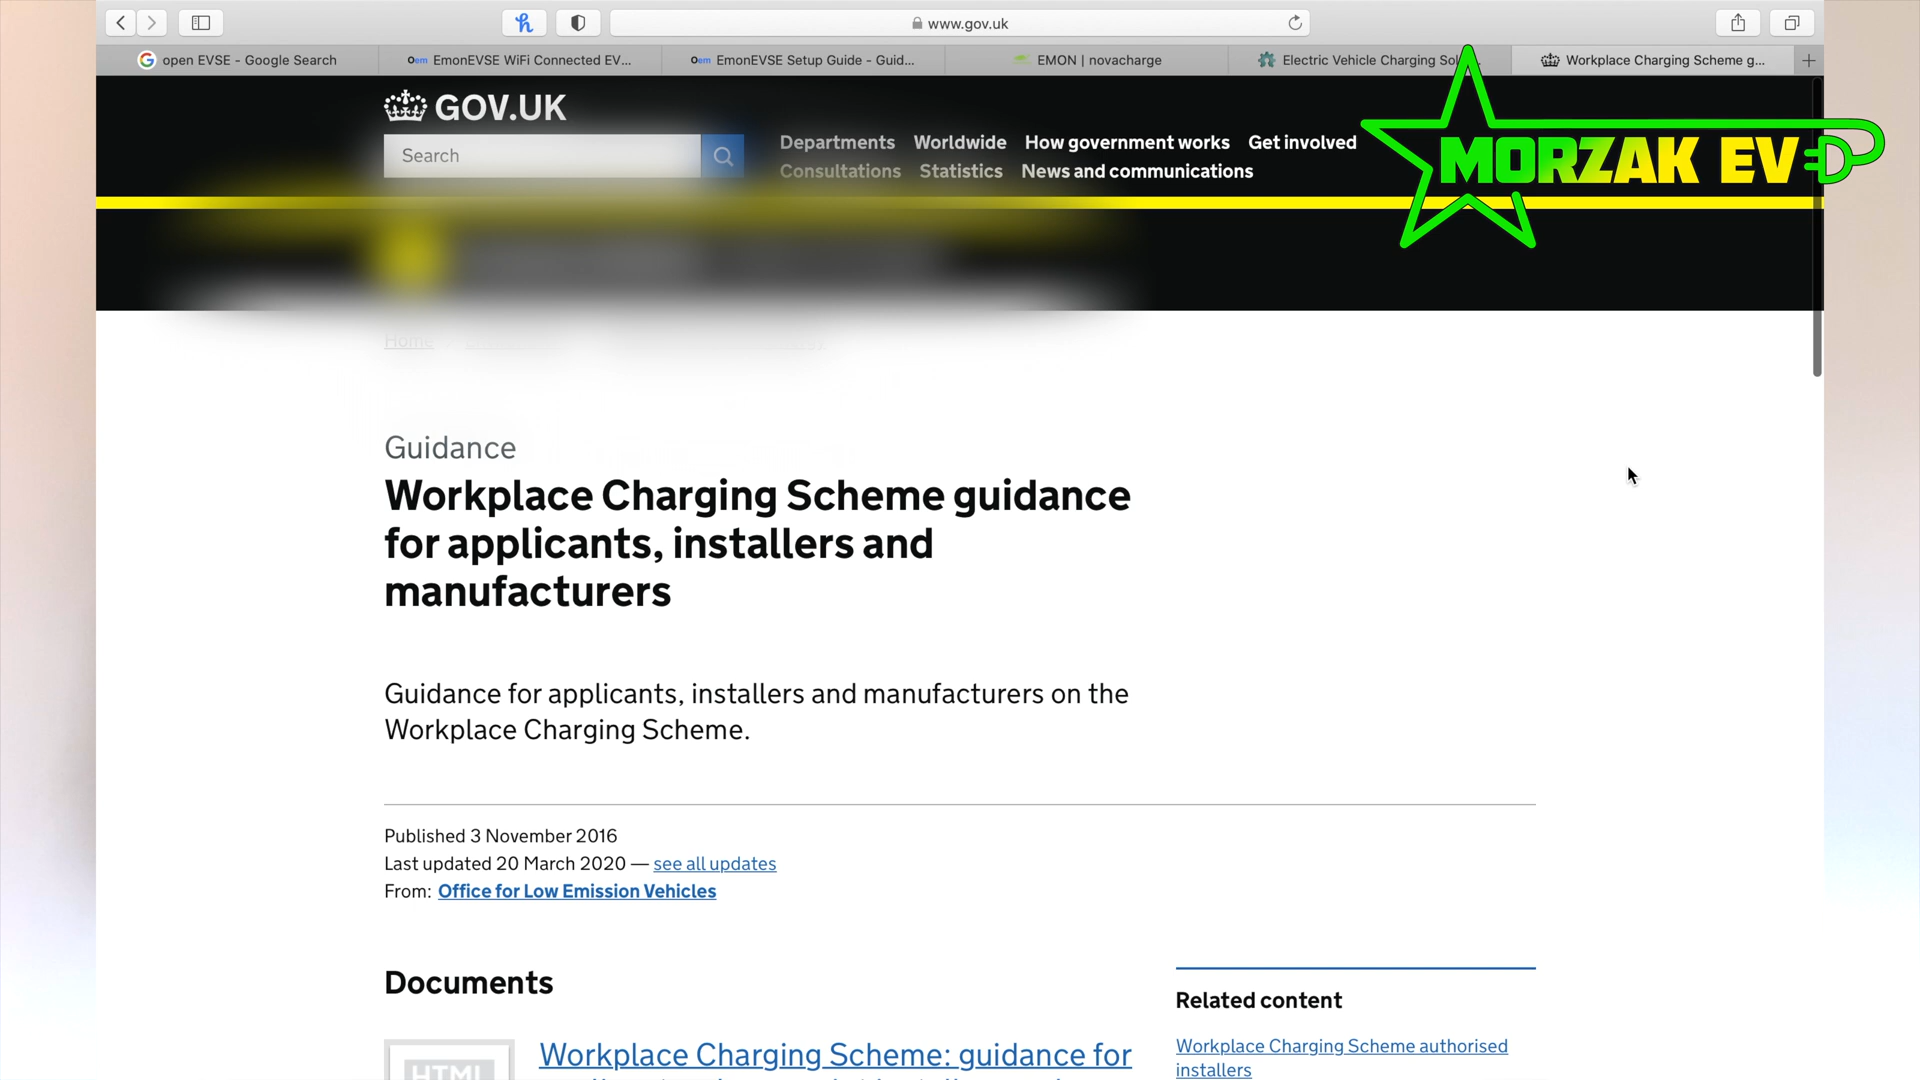 www.gov.uk
open EVSE - Google Search
EmonEVSE WiFi Connected EV...
EmonEVSE Setup Guide - Guid...
EMON | novacharge
Electric Vehicle Charging
Workplace Charging Scheme g...
GOV.UK
Search
Departments Worldwide How government works Get involved
Consultations Statistics News and communications
MORZAK EV
Home
Guidance
Workplace Charging Scheme guidance
for applicants, installers and
manufacturers
Guidance for applicants, installers and manufacturers on the
Workplace Charging Scheme.
Published 3 November 2016
Last updated 20 March 2020 — see all updates
From: Office for Low Emission Vehicles
Documents
HTML
Workplace Charging Scheme: guidance for
Related content
Workplace Charging Scheme authorised
installers